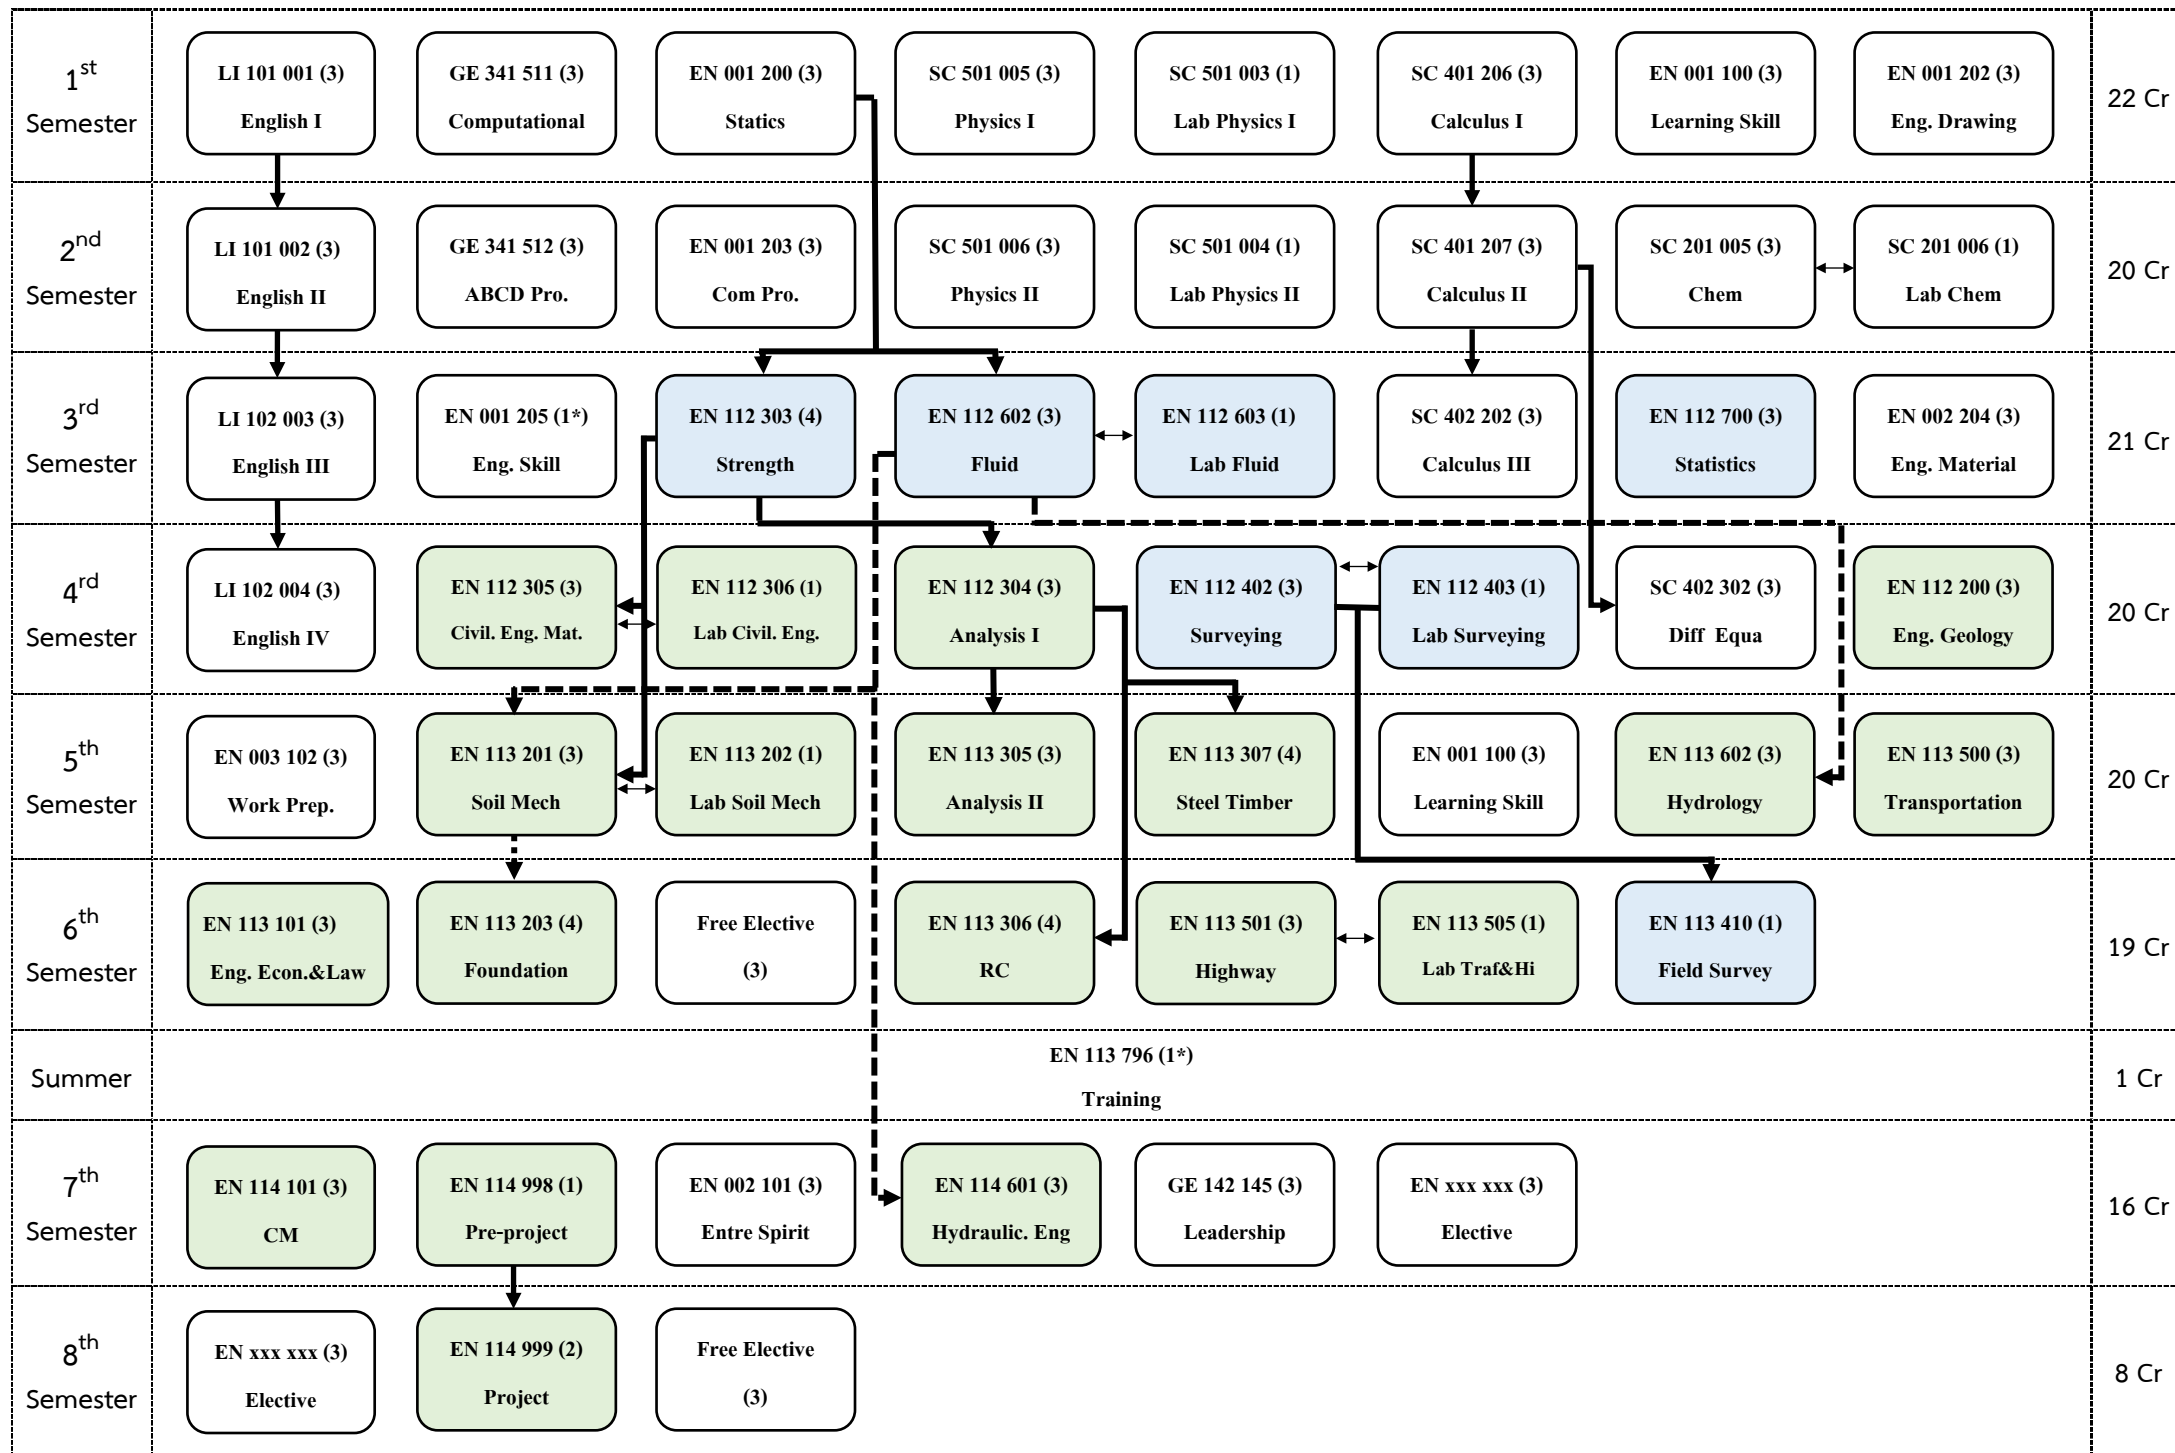 1st
Semester
LI 101 001 (3)
English I
GE 341 511 (3)
Computational
EN 001 200 (3)
Statics
SC 501 005 (3)
Physics I
SC 501 003 (1)
Lab Physics I
SC 401 206 (3)
Calculus I
EN 001 100 (3)
Learning Skill
EN 001 202 (3)
Eng. Drawing
22 Cr
2nd
Semester
LI 101 002 (3)
English II
GE 341 512 (3)
ABCD Pro.
EN 001 203 (3)
Com Pro.
SC 501 006 (3)
Physics II
SC 501 004 (1)
Lab Physics II
SC 401 207 (3)
Calculus II
SC 201 005 (3)
Chem
SC 201 006 (1)
Lab Chem
20 Cr
3rd
Semester
LI 102 003 (3)
English III
EN 001 205 (1*)
Eng. Skill
EN 112 303 (4)
Strength
EN 112 602 (3)
Fluid
EN 112 603 (1)
Lab Fluid
SC 402 202 (3)
Calculus III
EN 112 700 (3)
Statistics
EN 002 204 (3)
Eng. Material
21 Cr
4rd
Semester
LI 102 004 (3)
English IV
EN 112 305 (3)
Civil. Eng. Mat.
EN 112 306 (1)
Lab Civil. Eng.
EN 112 304 (3)
Analysis I
EN 112 402 (3)
Surveying
EN 112 403 (1)
Lab Surveying
SC 402 302 (3)
Diff Equa
EN 112 200 (3)
Eng. Geology
20 Cr
5th
Semester
EN 003 102 (3)
Work Prep.
EN 113 201 (3)
Soil Mech
EN 113 202 (1)
Lab Soil Mech
EN 113 305 (3)
Analysis II
EN 113 307 (4)
Steel Timber
EN 001 100 (3)
Learning Skill
EN 113 602 (3)
Hydrology
EN 113 500 (3)
Transportation
20 Cr
6th
Semester
EN 113 101 (3)
Eng. Econ.&Law
EN 113 203 (4)
Foundation
Free Elective
(3)
EN 113 306 (4)
RC
EN 113 501 (3)
Highway
EN 113 505 (1)
Lab Traf&Hi
EN 113 410 (1)
Field Survey
19 Cr
Summer
EN 113 796 (1*)
Training
1 Cr
7th
Semester
EN 114 101 (3)
CM
EN 114 998 (1)
Pre-project
EN 002 101 (3)
Entre Spirit
EN 114 601 (3)
Hydraulic. Eng
GE 142 145 (3)
Leadership
EN xxx xxx (3)
Elective
16 Cr
8th
Semester
EN xxx xxx (3)
Elective
EN 114 999 (2)
Project
Free Elective
(3)
8 Cr